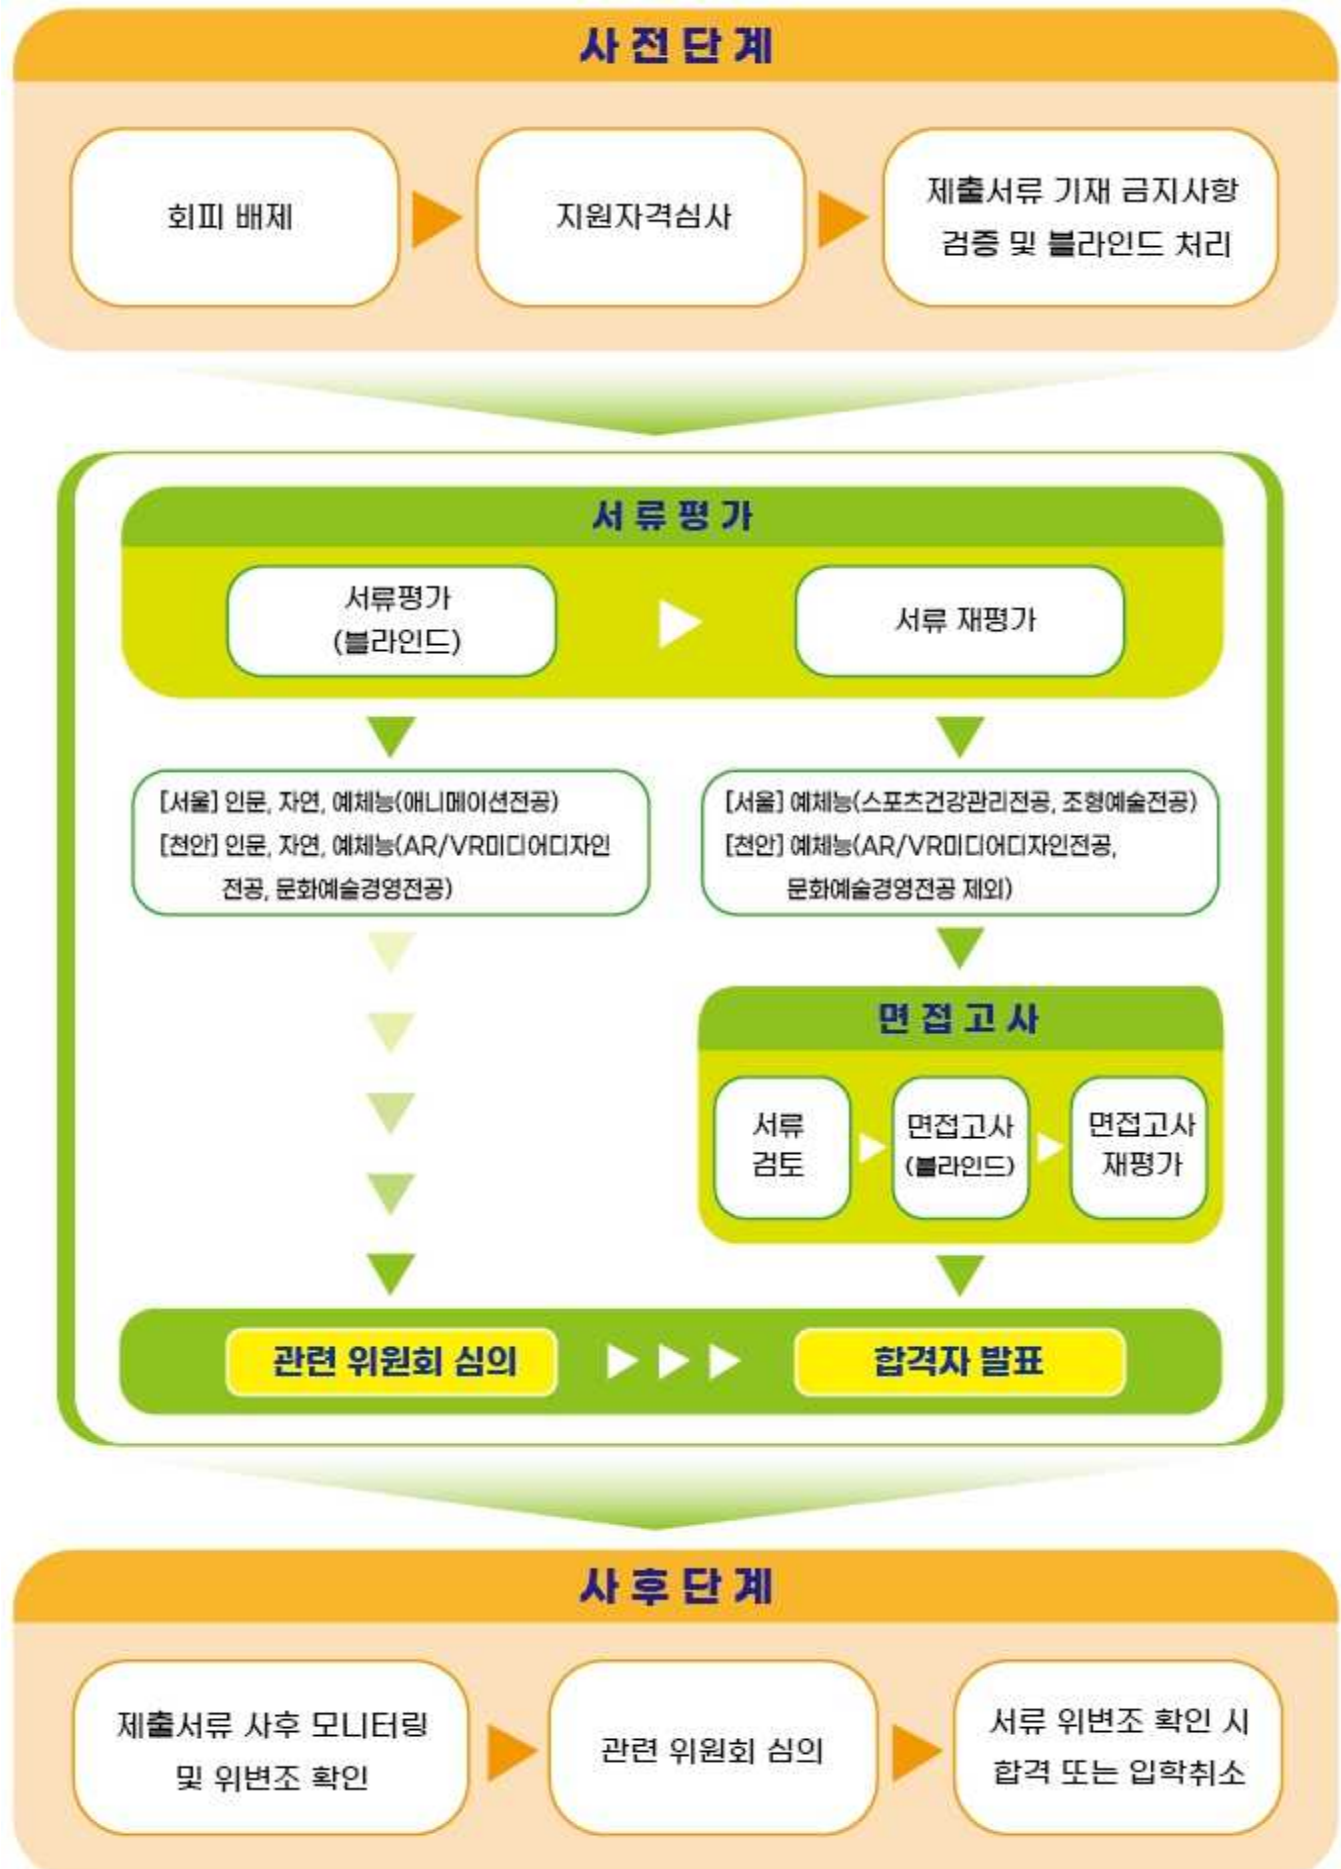 사전단계
회피 배제
지원자격심사
제출서류 기재 금지사항
검증 및 블라인드 처리
서류평가
서류평가
(블라인드)
서류 재평가
[서울] 인문, 자연, 예체능(애니메이션전공)
[천안] 인문, 자연, 예체능(AR/VR미디어디자인
전공, 문화예술경영전공)
[서울] 예체능(스포츠건강관리전공, 조형예술전공)
[천안] 예체능(AR/VR미디어디자인전공,
문화예술경영전공 제외)
면접고사
서류
검토
면접고사
(블라인드)
면접고사
재평가
관련 위원회 심의
합격자 발표
사후단계
제출서류 사후 모니터링
및 위변조 확인
관련 위원회 심의
서류 위변조 확인 시
합격 또는 입학취소